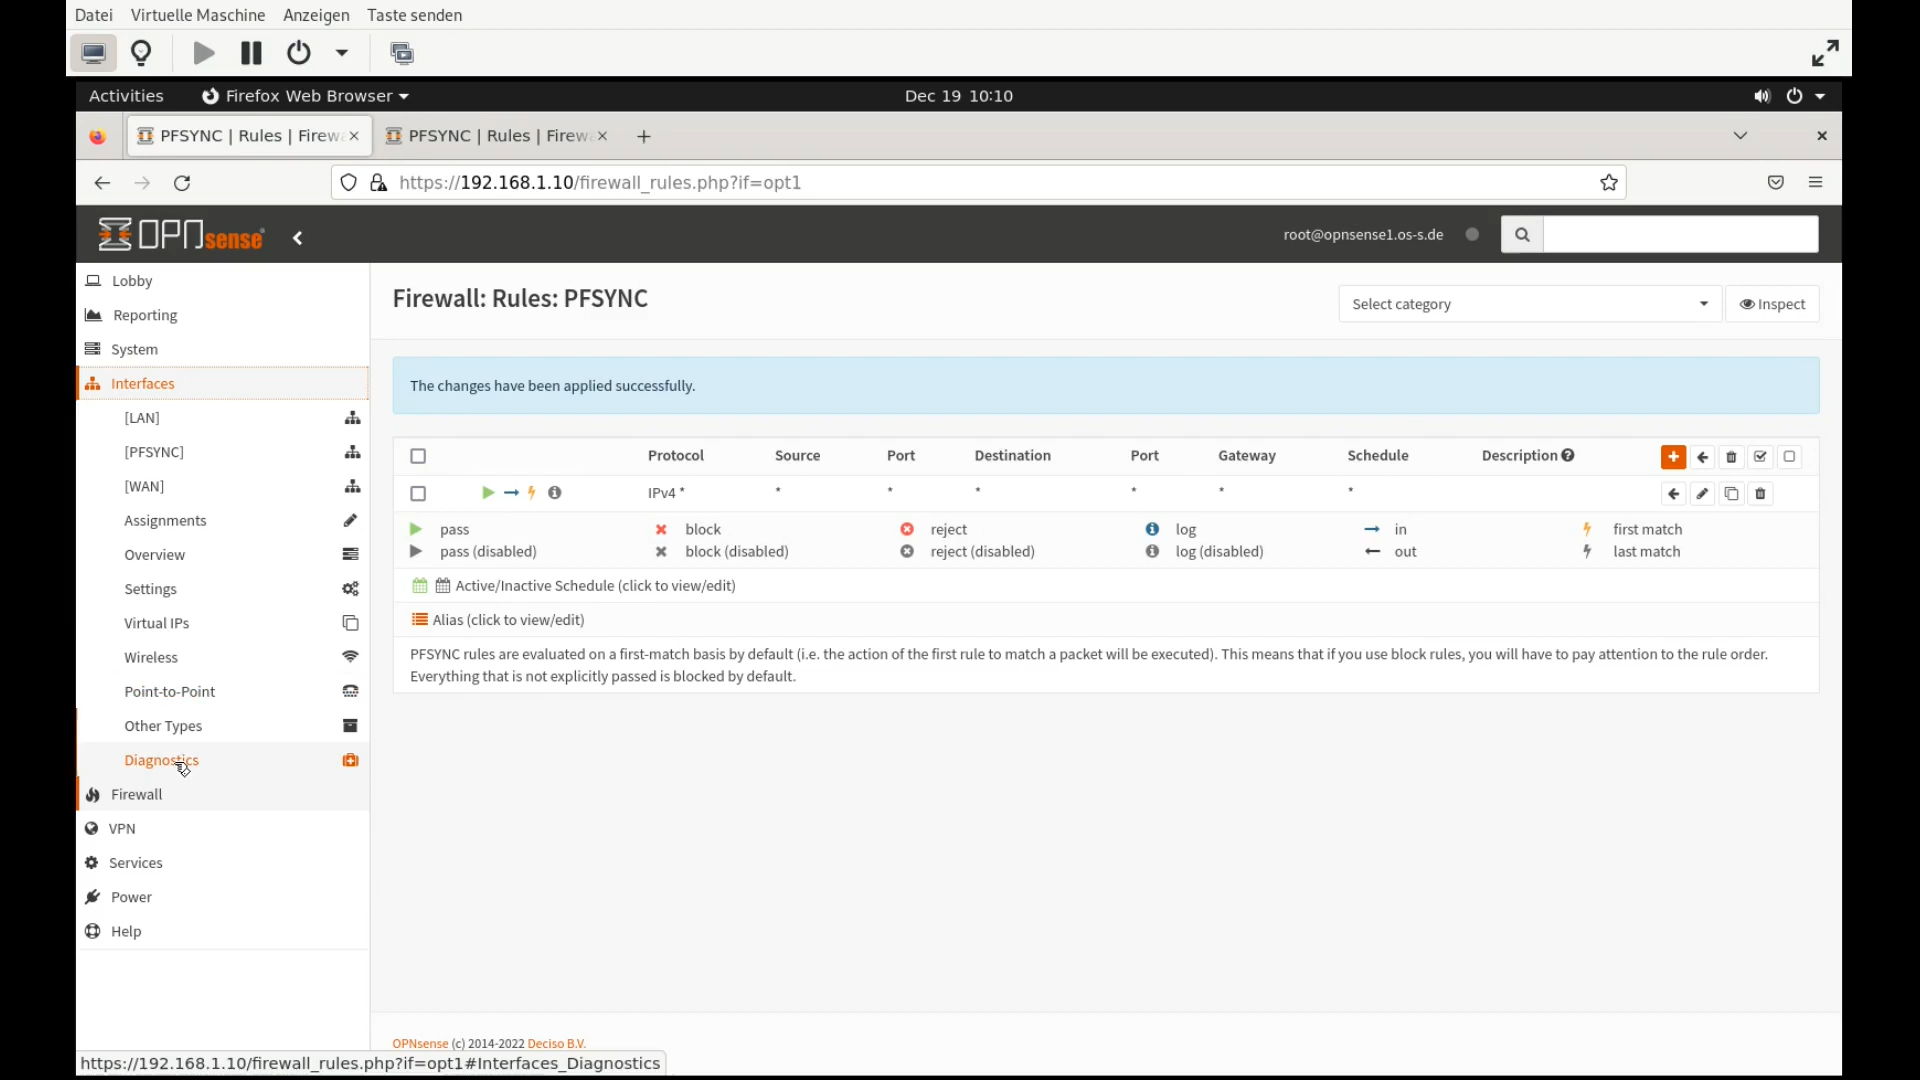 Datei Virtuelle Maschine Anzeigen Taste senden
Activities Firefox Web Browser Dec 19 10:10
PFSYNC | Rules | Firew PFSYNC | Rules | Firew
https://192.168.1.10/firewall_rules.php?if=opt1
OPNsense root@opnsense1.os-s.de
Lobby
Reporting
System
Interfaces
[LAN]
[PFSYNC]
[WAN]
Assignments
Overview
Settings
Virtual IPs
Wireless
Point-to-Point
Other Types
Diagnostics
Firewall
VPN
Services
Power
Help
Firewall: Rules: PFSYNC
Select category Inspect
The changes have been applied successfully.
Protocol Source Port Destination Port Gateway Schedule Description
IPv4 * * * * * * *
pass block reject log in first match
pass (disabled) block (disabled) reject (disabled) log (disabled) out last match
Active/Inactive Schedule (click to view/edit)
Alias (click to view/edit)
PFSYNC rules are evaluated on a first-match basis by default (i.e. the action of the first rule to match a packet will be executed). This means that if you use block rules, you will have to pay attention to the rule order.
Everything that is not explicitly passed is blocked by default.
OPNsense (c) 2014-2022 Deciso B.V.
https://192.168.1.10/firewall_rules.php?if=opt1#Interfaces_Diagnostics